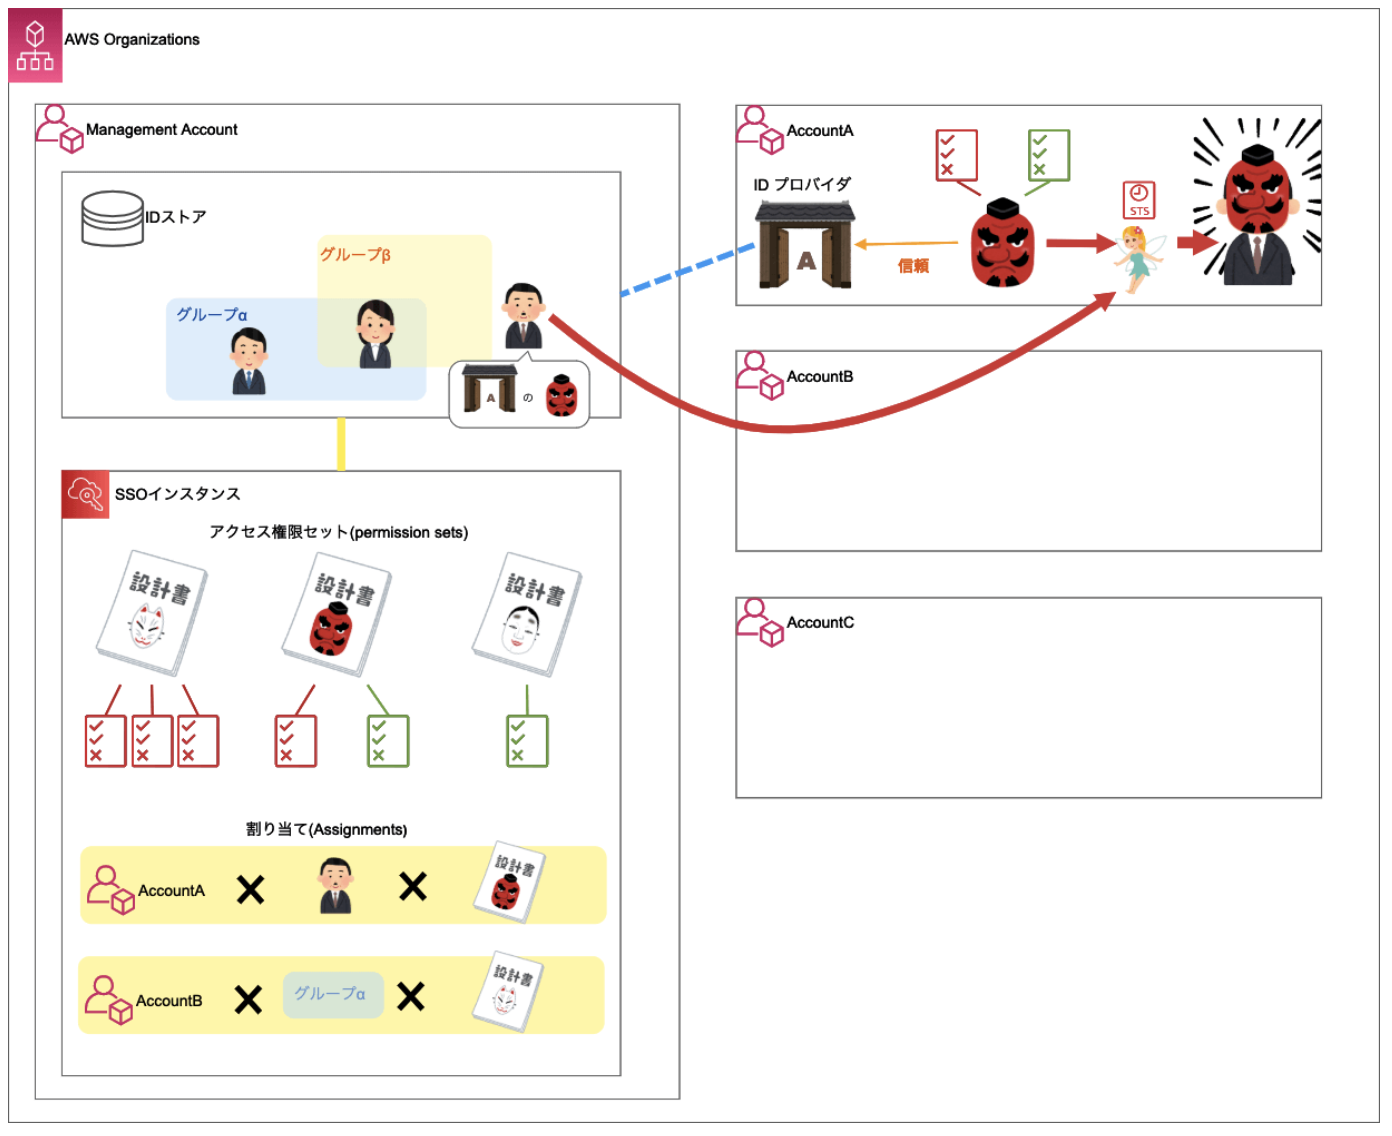 AWS Organizations
Management Account
IDストア
グループβ
グループα
A の
SSOインスタンス
アクセス権限セット(permission sets)
設計書
設計書
設計書
割り当て(Assignments)
AccountA
設計書
AccountB
グループα
設計書
AccountA
ID プロバイダ
A
信頼
STS
AccountB
AccountC